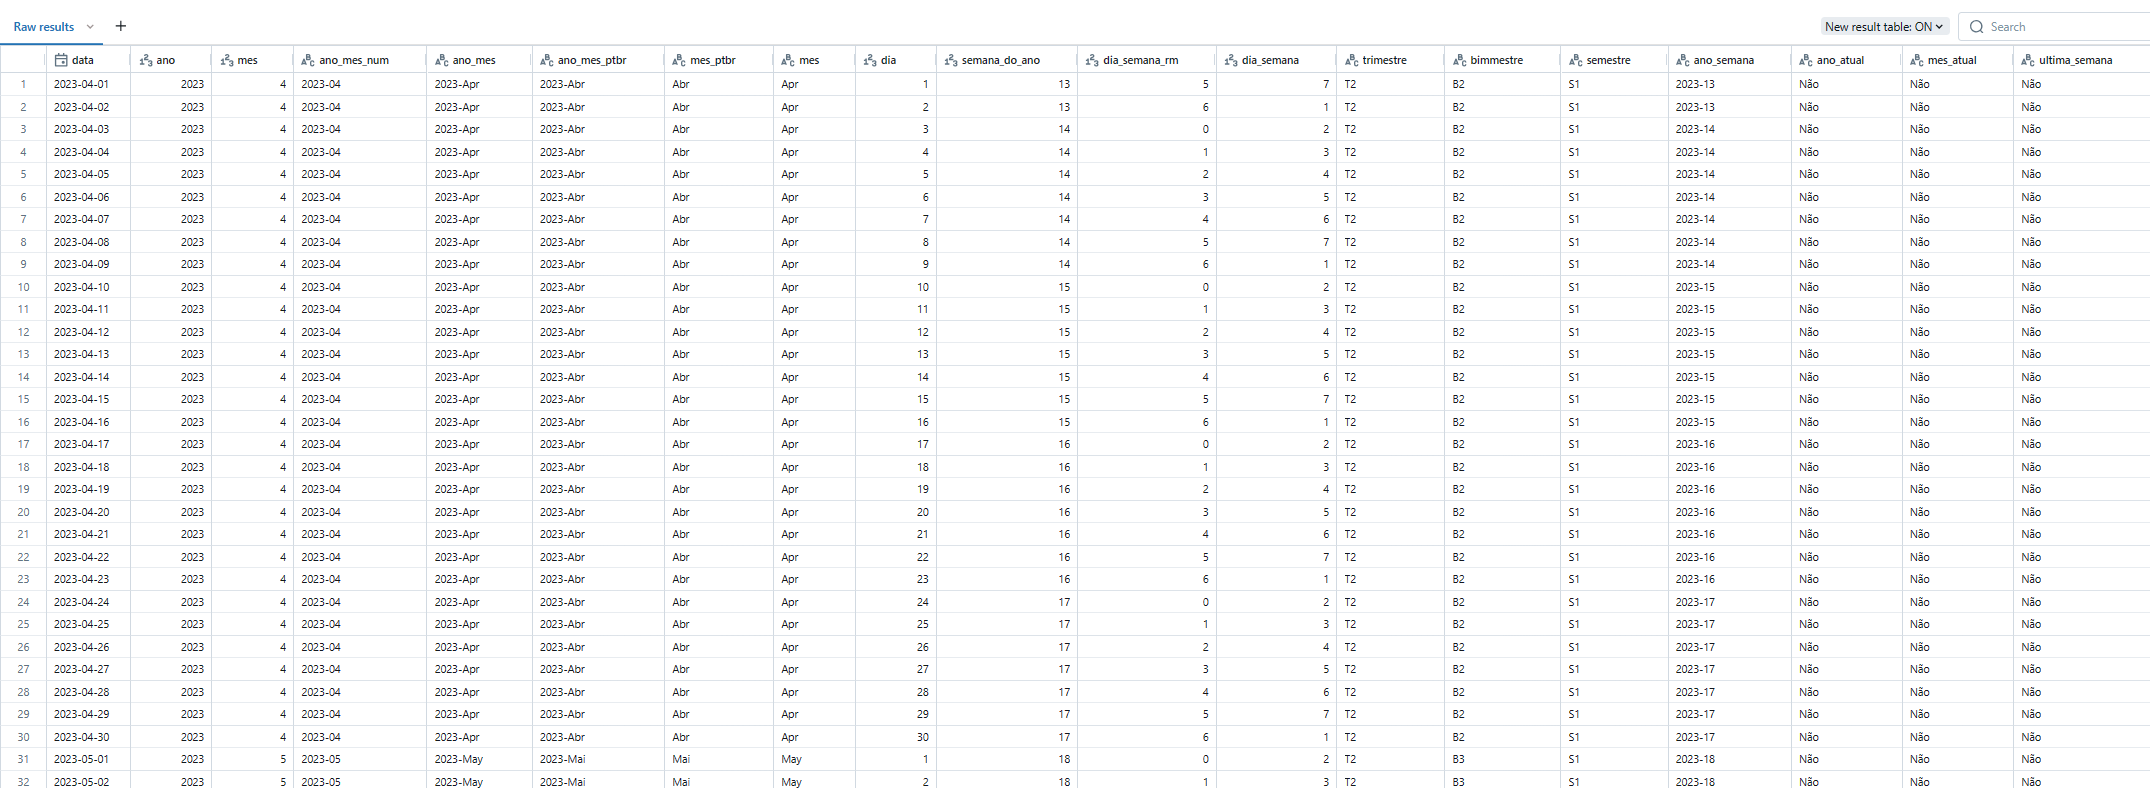 Raw results +
New result table: ON Search
data ano mes ano_mes_num ano_mes ano_mes_ptbr mes_ptbr mes dia semana_do_ano dia_semana_rm dia_semana trimestre bimmestre semestre ano_semana ano_atual mes_atual ultima_semana
1 2023-04-01 2023 4 2023-04 2023-Apr 2023-Abr Abr Apr 1 13 5 7 T2 B2 S1 2023-13 Não Não Não
2 2023-04-02 2023 4 2023-04 2023-Apr 2023-Abr Abr Apr 2 13 6 1 T2 B2 S1 2023-13 Não Não Não
3 2023-04-03 2023 4 2023-04 2023-Apr 2023-Abr Abr Apr 3 14 0 2 T2 B2 S1 2023-14 Não Não Não
4 2023-04-04 2023 4 2023-04 2023-Apr 2023-Abr Abr Apr 4 14 1 3 T2 B2 S1 2023-14 Não Não Não
5 2023-04-05 2023 4 2023-04 2023-Apr 2023-Abr Abr Apr 5 14 2 4 T2 B2 S1 2023-14 Não Não Não
6 2023-04-06 2023 4 2023-04 2023-Apr 2023-Abr Abr Apr 6 14 3 5 T2 B2 S1 2023-14 Não Não Não
7 2023-04-07 2023 4 2023-04 2023-Apr 2023-Abr Abr Apr 7 14 4 6 T2 B2 S1 2023-14 Não Não Não
8 2023-04-08 2023 4 2023-04 2023-Apr 2023-Abr Abr Apr 8 14 5 7 T2 B2 S1 2023-14 Não Não Não
9 2023-04-09 2023 4 2023-04 2023-Apr 2023-Abr Abr Apr 9 14 6 1 T2 B2 S1 2023-14 Não Não Não
10 2023-04-10 2023 4 2023-04 2023-Apr 2023-Abr Abr Apr 10 15 0 2 T2 B2 S1 2023-15 Não Não Não
11 2023-04-11 2023 4 2023-04 2023-Apr 2023-Abr Abr Apr 11 15 1 3 T2 B2 S1 2023-15 Não Não Não
12 2023-04-12 2023 4 2023-04 2023-Apr 2023-Abr Abr Apr 12 15 2 4 T2 B2 S1 2023-15 Não Não Não
13 2023-04-13 2023 4 2023-04 2023-Apr 2023-Abr Abr Apr 13 15 3 5 T2 B2 S1 2023-15 Não Não Não
14 2023-04-14 2023 4 2023-04 2023-Apr 2023-Abr Abr Apr 14 15 4 6 T2 B2 S1 2023-15 Não Não Não
15 2023-04-15 2023 4 2023-04 2023-Apr 2023-Abr Abr Apr 15 15 5 7 T2 B2 S1 2023-15 Não Não Não
16 2023-04-16 2023 4 2023-04 2023-Apr 2023-Abr Abr Apr 16 15 6 1 T2 B2 S1 2023-15 Não Não Não
17 2023-04-17 2023 4 2023-04 2023-Apr 2023-Abr Abr Apr 17 16 0 2 T2 B2 S1 2023-16 Não Não Não
18 2023-04-18 2023 4 2023-04 2023-Apr 2023-Abr Abr Apr 18 16 1 3 T2 B2 S1 2023-16 Não Não Não
19 2023-04-19 2023 4 2023-04 2023-Apr 2023-Abr Abr Apr 19 16 2 4 T2 B2 S1 2023-16 Não Não Não
20 2023-04-20 2023 4 2023-04 2023-Apr 2023-Abr Abr Apr 20 16 3 5 T2 B2 S1 2023-16 Não Não Não
21 2023-04-21 2023 4 2023-04 2023-Apr 2023-Abr Abr Apr 21 16 4 6 T2 B2 S1 2023-16 Não Não Não
22 2023-04-22 2023 4 2023-04 2023-Apr 2023-Abr Abr Apr 22 16 5 7 T2 B2 S1 2023-16 Não Não Não
23 2023-04-23 2023 4 2023-04 2023-Apr 2023-Abr Abr Apr 23 16 6 1 T2 B2 S1 2023-16 Não Não Não
24 2023-04-24 2023 4 2023-04 2023-Apr 2023-Abr Abr Apr 24 17 0 2 T2 B2 S1 2023-17 Não Não Não
25 2023-04-25 2023 4 2023-04 2023-Apr 2023-Abr Abr Apr 25 17 1 3 T2 B2 S1 2023-17 Não Não Não
26 2023-04-26 2023 4 2023-04 2023-Apr 2023-Abr Abr Apr 26 17 2 4 T2 B2 S1 2023-17 Não Não Não
27 2023-04-27 2023 4 2023-04 2023-Apr 2023-Abr Abr Apr 27 17 3 5 T2 B2 S1 2023-17 Não Não Não
28 2023-04-28 2023 4 2023-04 2023-Apr 2023-Abr Abr Apr 28 17 4 6 T2 B2 S1 2023-17 Não Não Não
29 2023-04-29 2023 4 2023-04 2023-Apr 2023-Abr Abr Apr 29 17 5 7 T2 B2 S1 2023-17 Não Não Não
30 2023-04-30 2023 4 2023-04 2023-Apr 2023-Abr Abr Apr 30 17 6 1 T2 B2 S1 2023-17 Não Não Não
31 2023-05-01 2023 5 2023-05 2023-May 2023-Mai Mai May 1 18 0 2 T2 B3 S1 2023-18 Não Não Não
32 2023-05-02 2023 5 2023-05 2023-May 2023-Mai Mai May 2 18 1 3 T2 B3 S1 2023-18 Não Não Não